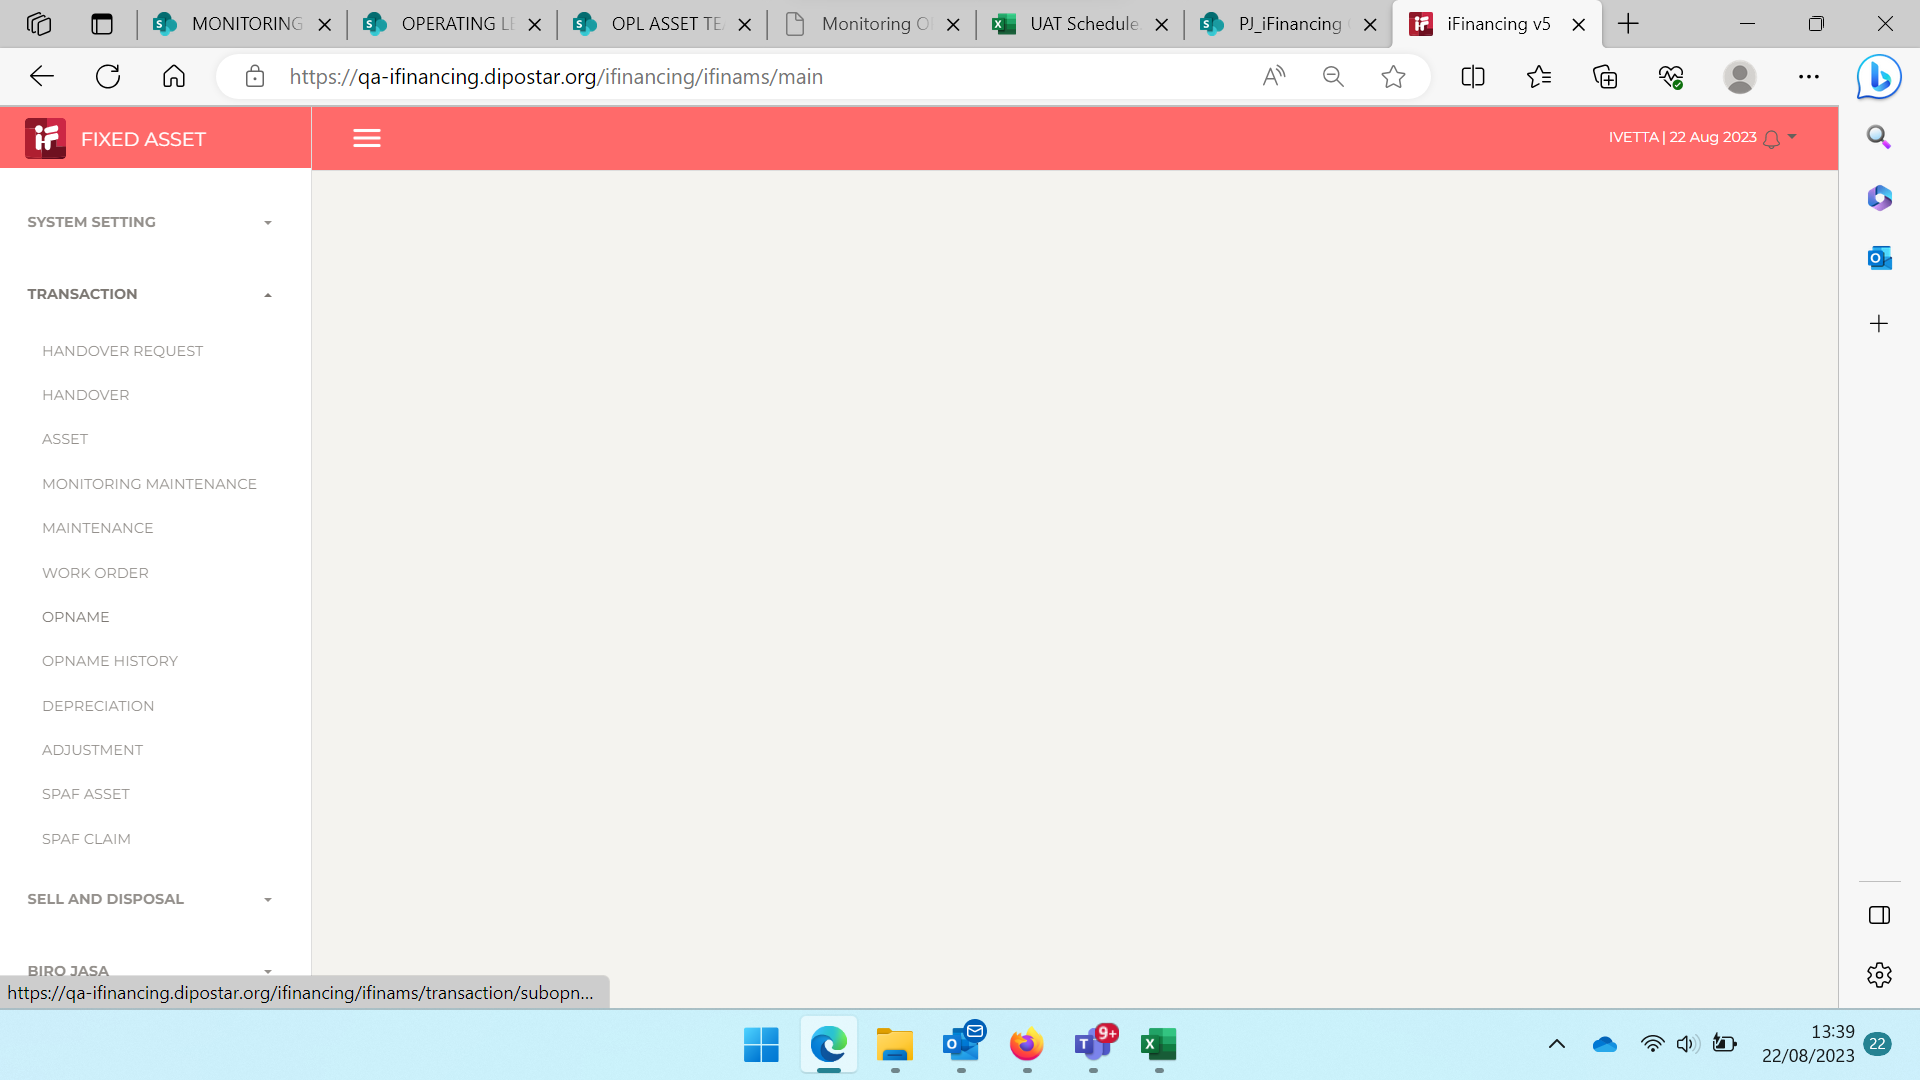 MONITORING
OPERATING LE
OPL ASSET TEA
Monitoring O
UAT Schedule.
PJ_iFinancing
iFinancing v5
https://qa-ifinancing.dipostar.org/ifinancing/ifinams/main
iF
FIXED ASSET
IVETTA | 22 Aug 2023
SYSTEM SETTING
TRANSACTION
HANDOVER REQUEST
HANDOVER
ASSET
MONITORING MAINTENANCE
MAINTENANCE
WORK ORDER
OPNAME
OPNAME HISTORY
DEPRECIATION
ADJUSTMENT
SPAF ASSET
SPAF CLAIM
SELL AND DISPOSAL
BIRO JASA
https://qa-ifinancing.dipostar.org/ifinancing/ifinams/transaction/subopn...
9+
13:39
22/08/2023
22